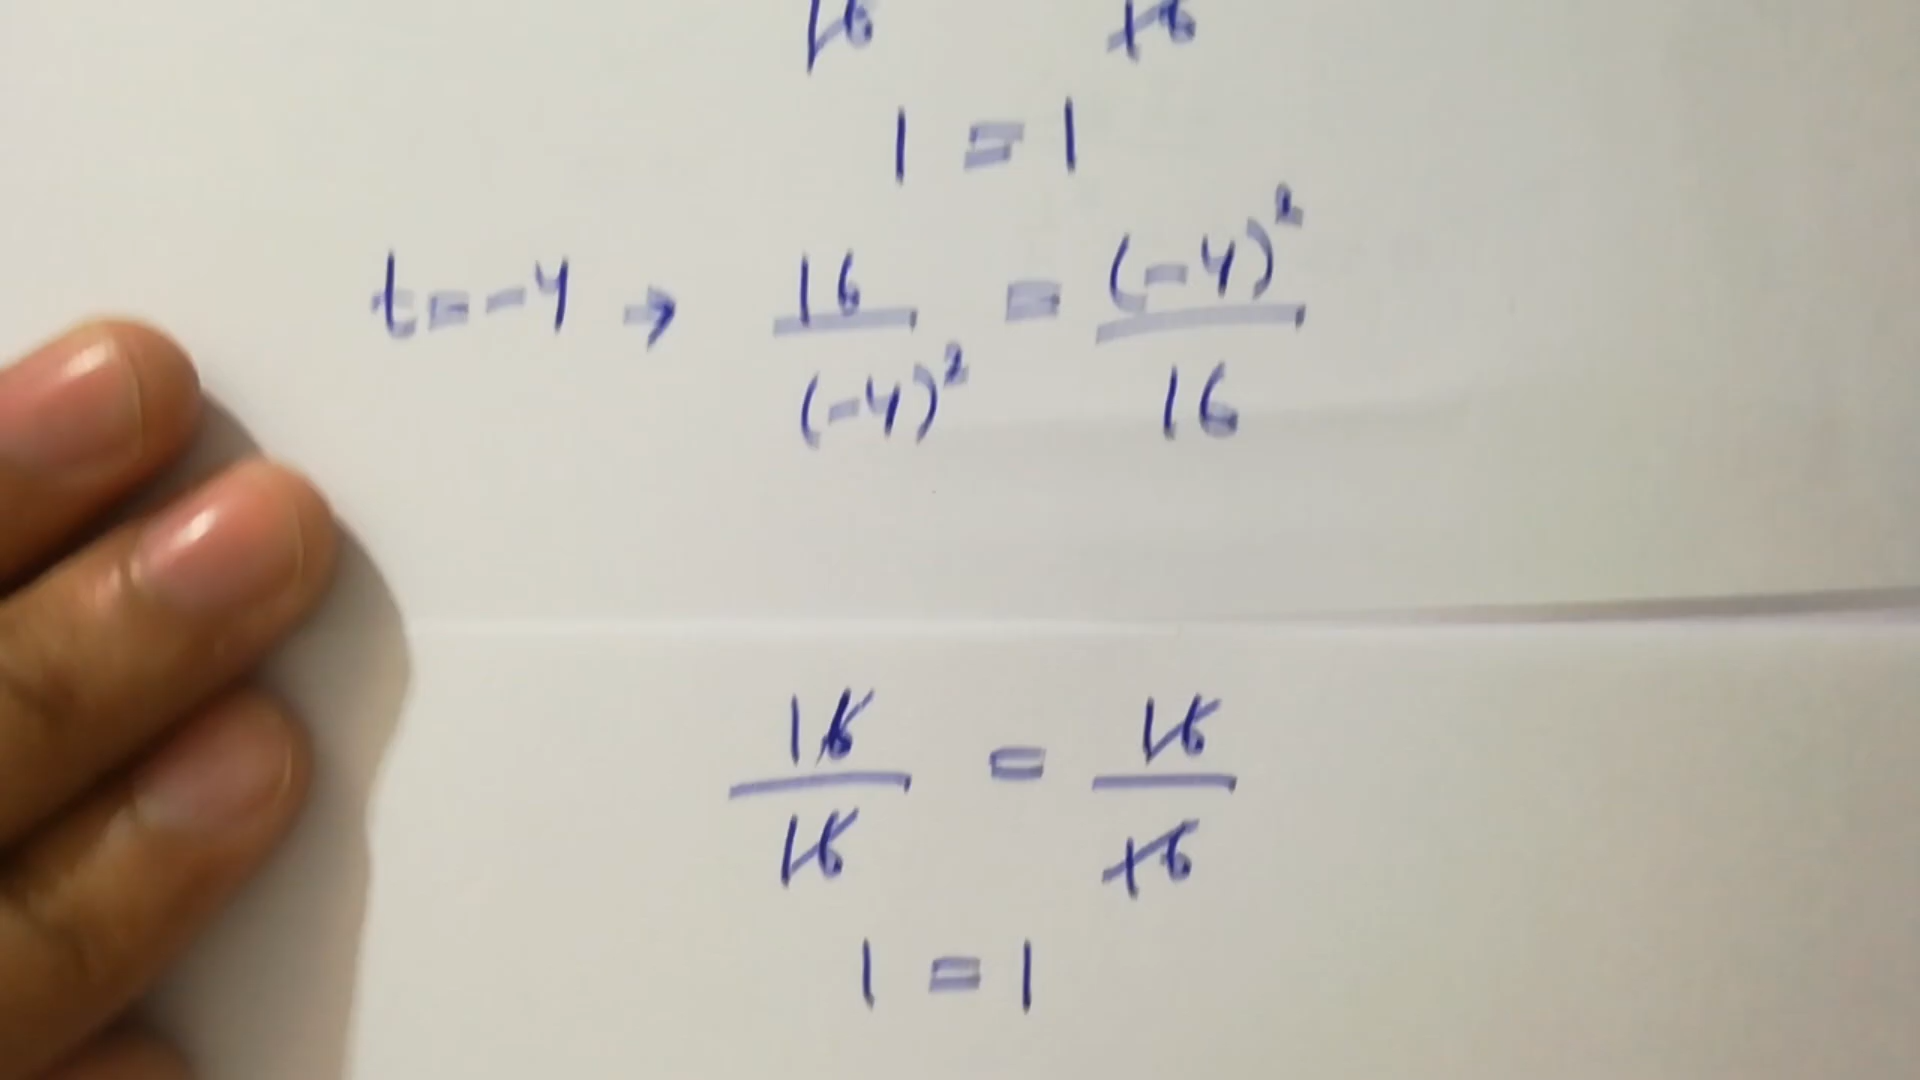 16 16
1 = 1
t = -4 → 16/(-4)² = (-4)²/16
16/16 = 16/16
1 = 1